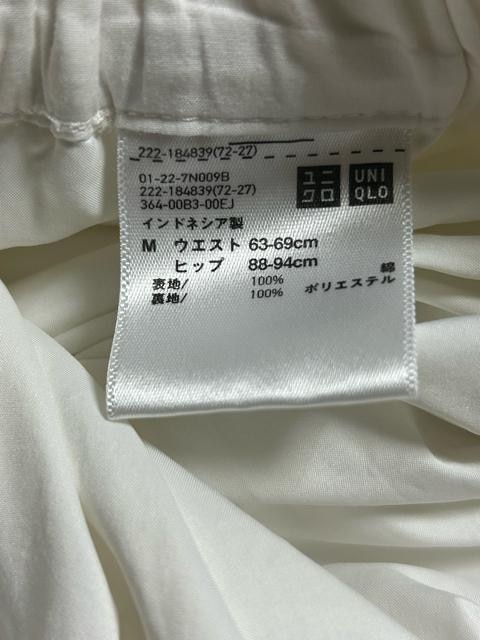 222-184839(72-27)
01-22-7N009B
222-184839(72-27)
364-00B3-00EJ
ユニ
クロ
UNI
QLO
インドネシア製
M ウエスト 63-69cm
ヒップ 88-94cm
表地/ 100% 綿
裏地/ 100% ポリエステル